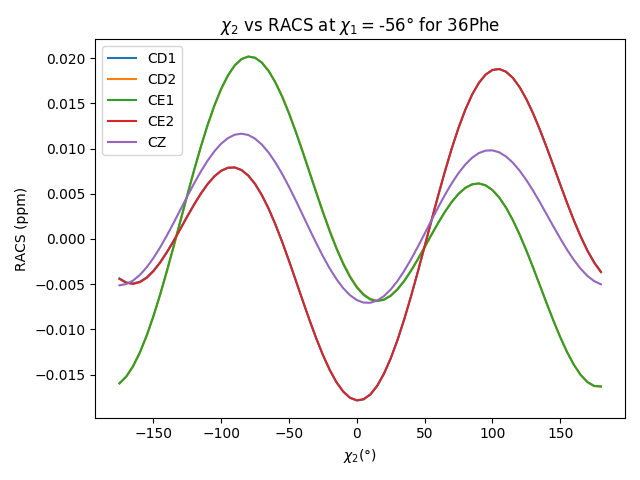 χ₂ vs RACS at χ₁ = -56° for 36Phe
CD1
CD2
CE1
CE2
CZ
RACS (ppm)
0.020
0.015
0.010
0.005
0.000
−0.005
−0.010
−0.015
−150 −100 −50 0 50 100 150
χ₂(°)